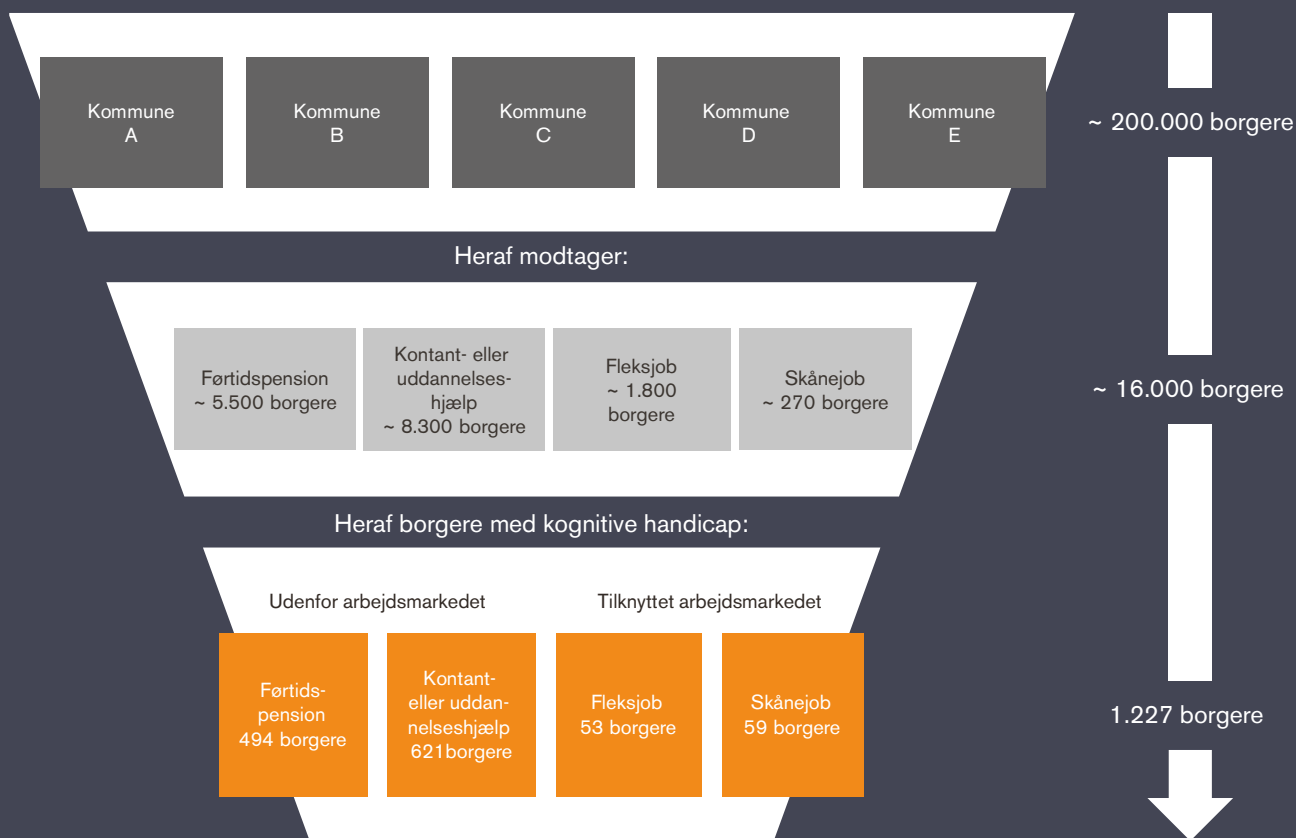 Kommune
A
Kommune
B
Kommune
C
Kommune
D
Kommune
E
~ 200.000 borgere
Heraf modtager:
Førtidspension
~ 5.500 borgere
Kontant- eller
uddannelses-
hjælp
~ 8.300 borgere
Fleksjob
~ 1.800
borgere
Skånejob
~ 270 borgere
~ 16.000 borgere
Heraf borgere med kognitive handicap:
Udenfor arbejdsmarkedet
Tilknyttet arbejdsmarkedet
Førtids-
pension
494 borgere
Kontant-
eller uddan-
nelseshjælp
621borgere
Fleksjob
53 borgere
Skånejob
59 borgere
1.227 borgere